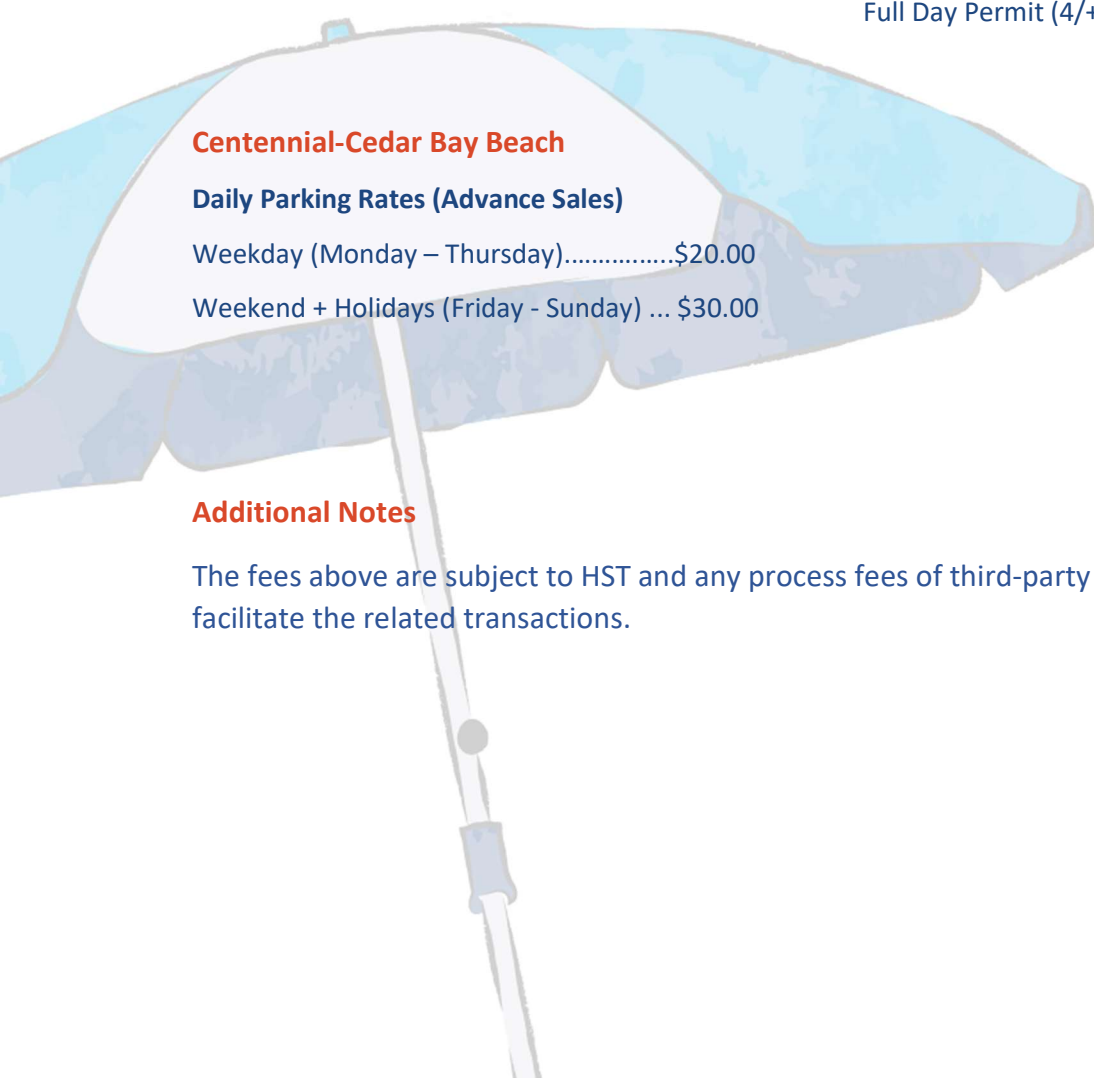 Full Day Permit (4/+
Centennial-Cedar Bay Beach
Daily Parking Rates (Advance Sales)
Weekday (Monday – Thursday)……………..$20.00
Weekend + Holidays (Friday - Sunday) ... $30.00
Additional Notes
The fees above are subject to HST and any process fees of third-party
facilitate the related transactions.